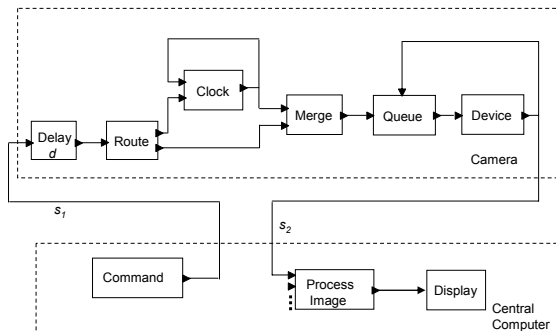 Clock
Delay
d
Route
Merge
Queue
Device
Camera
s1
s2
Command
Process
Image
Display
Central
Computer